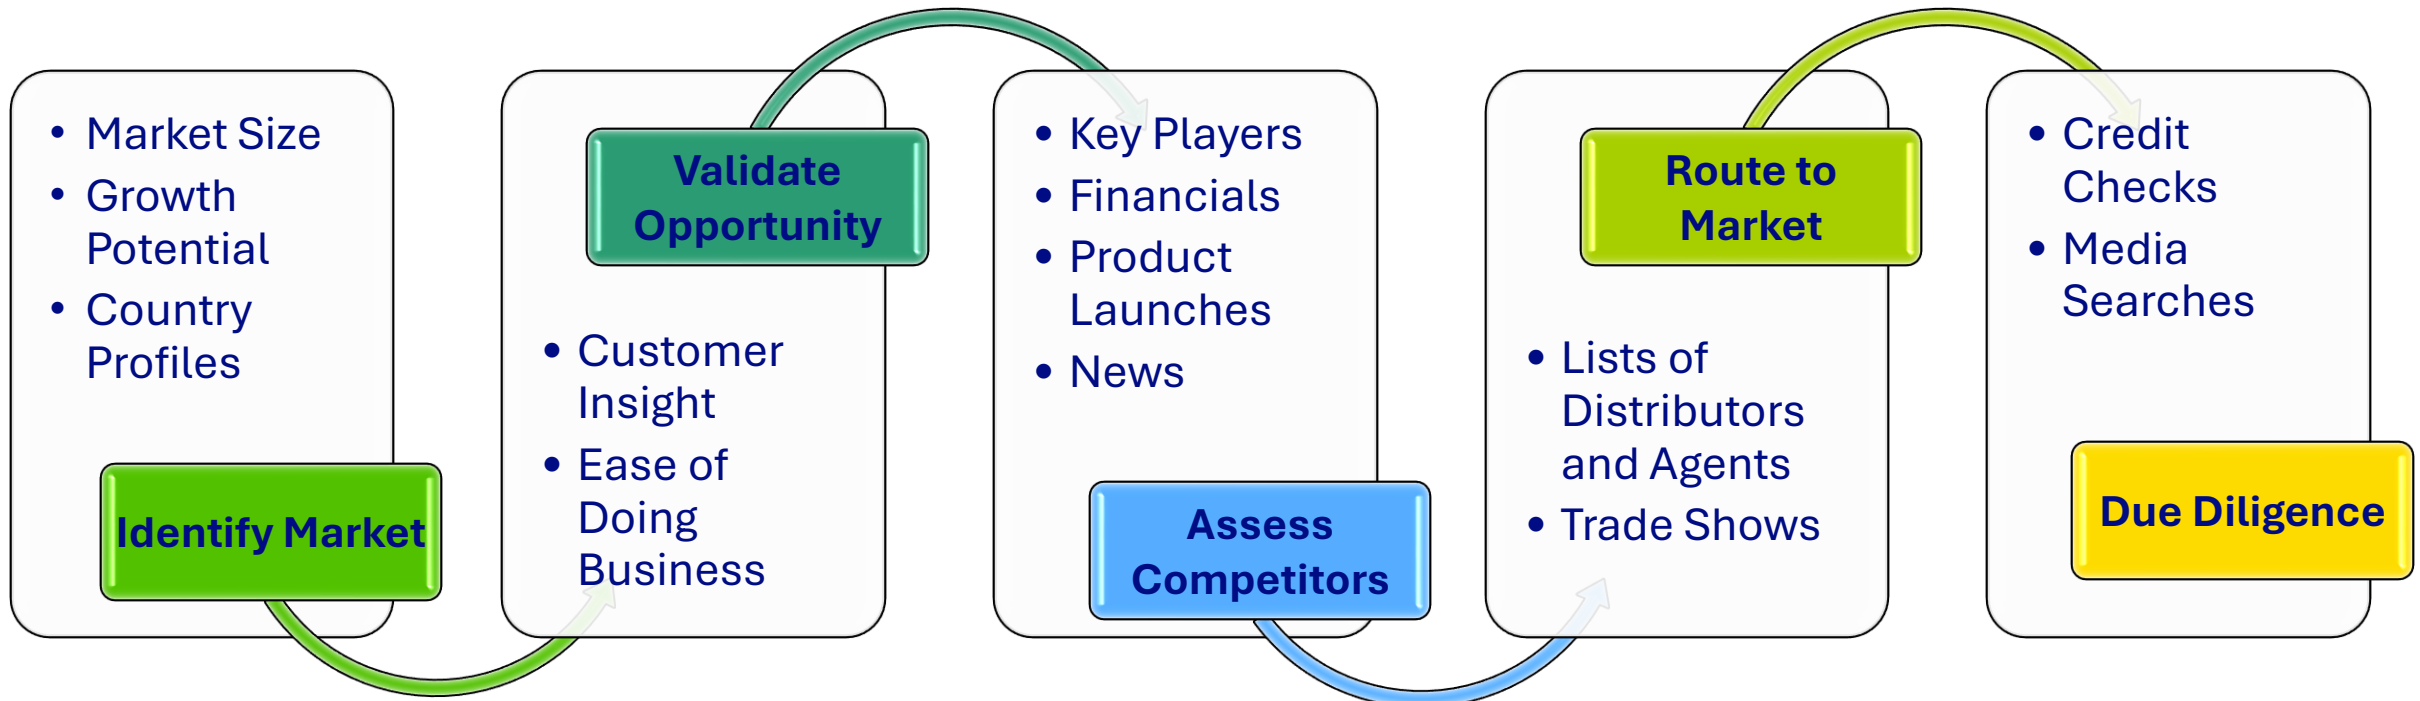 • Market Size
• Growth
Potential
• Country
Profiles
Identify Market
Validate
Opportunity
• Customer
Insight
• Ease of
Doing
Business
• Key Players
• Financials
• Product
Launches
• News
Assess
Competitors
Route to
Market
• Lists of
Distributors
and Agents
• Trade Shows
• Credit
Checks
• Media
Searches
Due Diligence